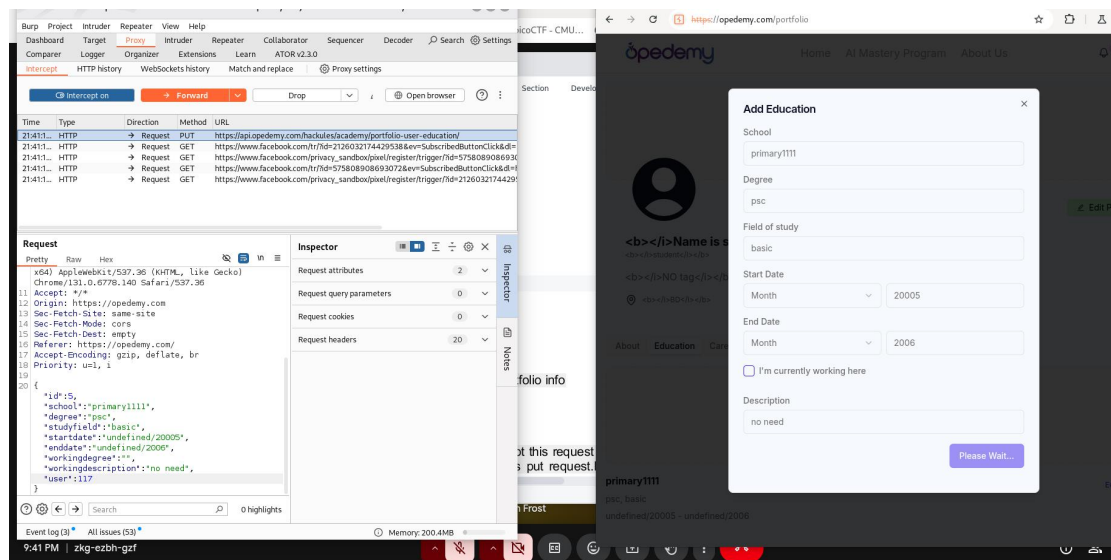 Burp Project Intruder Repeater View Help
Dashboard Target Proxy Intruder Repeater Collaborator Sequencer Decoder Search Settings
Comparer Logger Organizer Extensions Learn ATOR v2.3.0
Intercept HTTP history WebSockets history Match and replace Proxy settings
Intercept on Forward Drop Open browser
Time Type Direction Method URL
21:41:1... HTTP → Request PUT https://api.opedemy.com/hackules/academy/portfolio-user-education/
21:41:1... HTTP → Request GET https://www.facebook.com/tr/?id=2126032174429538&ev=SubscribedButtonClick&dl=
21:41:1... HTTP → Request GET https://www.facebook.com/privacy_sandbox/pixel/register/trigger/?id=575808908693
21:41:1... HTTP → Request GET https://www.facebook.com/tr/?id=575808908693072&ev=SubscribedButtonClick&dl=
21:41:1... HTTP → Request GET https://www.facebook.com/privacy_sandbox/pixel/register/trigger/?id=2126032174429
Request
Pretty Raw Hex
x64) AppleWebKit/537.36 (KHTML, like Gecko)
Chrome/131.0.6778.140 Safari/537.36
11 Accept: */*
12 Origin: https://opedemy.com
13 Sec-Fetch-Site: same-site
14 Sec-Fetch-Mode: cors
15 Sec-Fetch-Dest: empty
16 Referer: https://opedemy.com/
17 Accept-Encoding: gzip, deflate, br
18 Priority: u=1, i
19
20 {
"id":5,
"school":"primary1111",
"degree":"psc",
"studyfield":"basic",
"startdate":"undefined/20005",
"enddate":"undefined/2006",
"workingdegree":"",
"workingdescription":"no need",
"user":117
}
Search 0 highlights
Event log (3) All issues (53) Memory: 200.4MB
Inspector
Request attributes 2
Request query parameters 0
Request cookies 0
Request headers 20
Inspector
Notes
icoCTF - CMU...
Section Develo
tfolio info
pt this request
s put request.
n Frost
https://opedemy.com/portfolio
opedemy Home AI Mastery Program About Us
Edit P
<b></i>Name is s
<b></i>NO tag</i></b
<b></i>BD</i></b>
About Education Care
primary1111
psc, basic
undefined/20005 - undefined/2006
Add Education
School
primary1111
Degree
psc
Field of study
basic
Start Date
Month 20005
End Date
Month 2006
I'm currently working here
Description
no need
Please Wait...
9:41 PM | zkg-ezbh-gzf